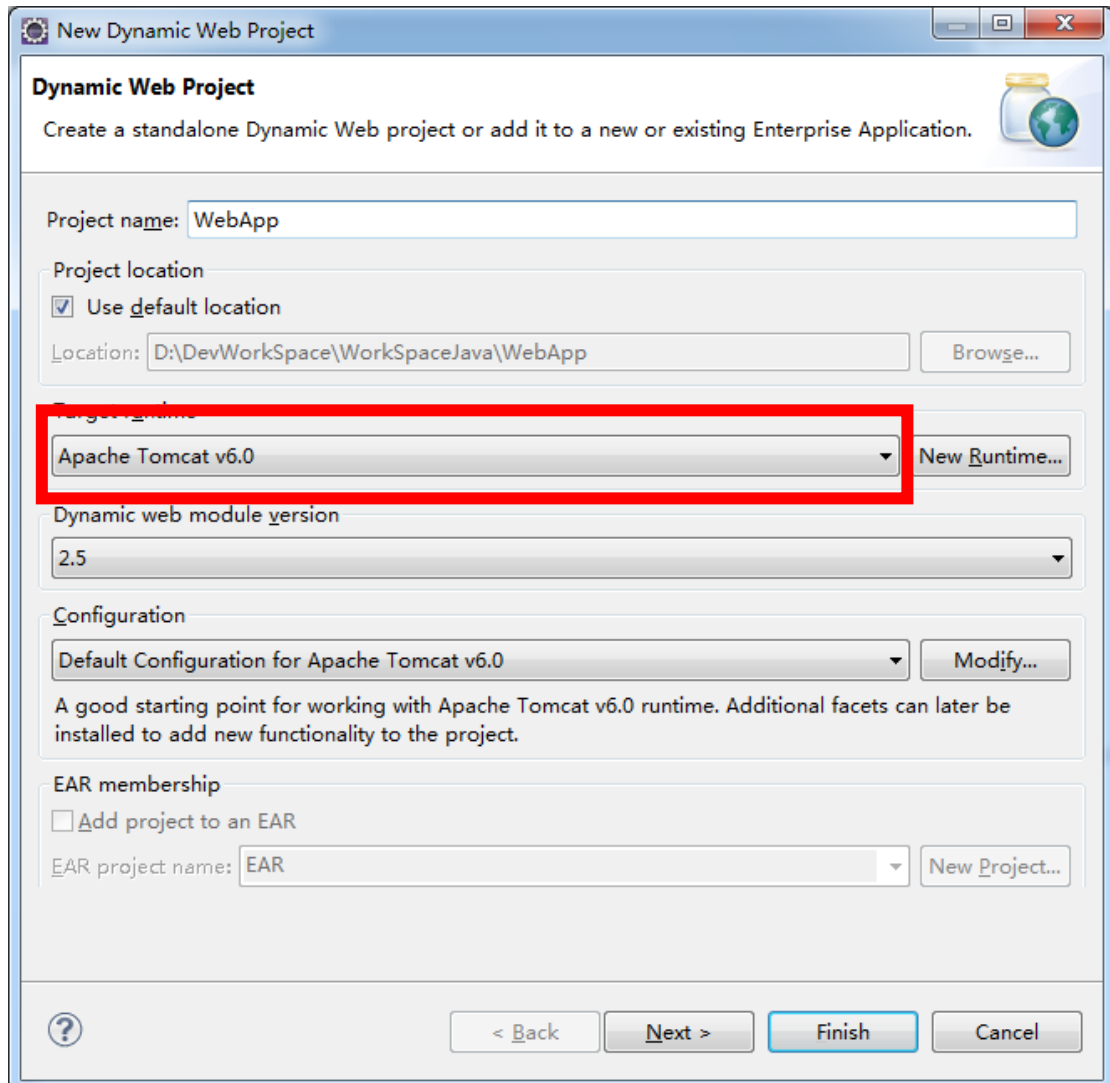 New Dynamic Web Project
Dynamic Web Project
Create a standalone Dynamic Web project or add it to a new or existing Enterprise Application.
Project name: WebApp
Project location
Use default location
Location: D:\DevWorkSpace\WorkSpaceJava\WebApp Browse...
Target runtime
Apache Tomcat v6.0 New Runtime...
Dynamic web module version
2.5
Configuration
Default Configuration for Apache Tomcat v6.0 Modify...
A good starting point for working with Apache Tomcat v6.0 runtime. Additional facets can later be
installed to add new functionality to the project.
EAR membership
Add project to an EAR
EAR project name: EAR New Project...
? < Back Next > Finish Cancel